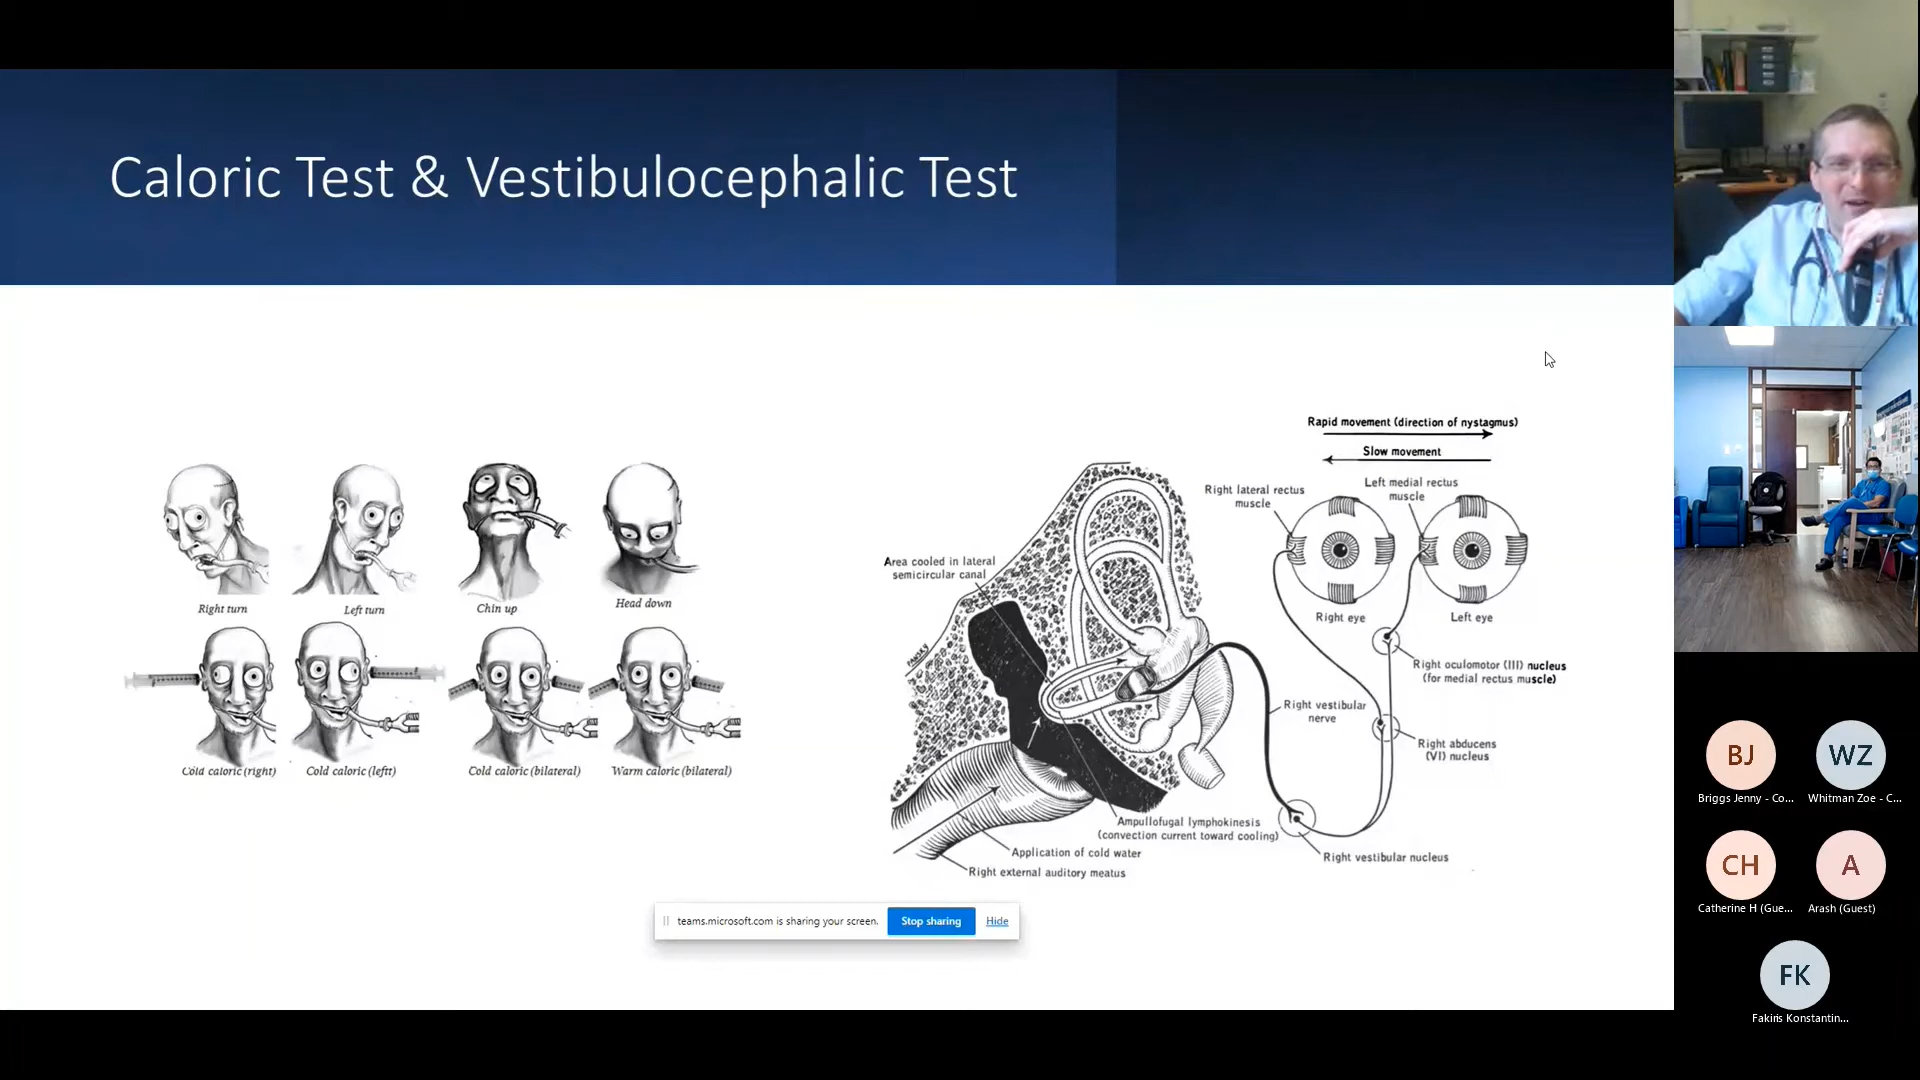 Caloric Test & Vestibulocephalic Test
Right turn
Left turn
Chin up
Head down
Cold caloric (right)
Cold caloric (left)
Cold caloric (bilateral)
Warm caloric (bilateral)
Rapid movement (direction of nystagmus)
Slow movement
Right lateral rectus
muscle
Left medial rectus
muscle
Area cooled in lateral
semicircular canal
Right eye
Left eye
Right oculomotor (III) nucleus
(for medial rectus muscle)
Right vestibular
nerve
Right abducens
(VI) nucleus
Ampullofugal lymphokinesis
(convection current toward cooling)
Application of cold water
Right external auditory meatus
Right vestibular nucleus
teams.microsoft.com is sharing your screen.
Stop sharing
Hide
BJ
Briggs Jenny - Co...
WZ
Whitman Zoe - C...
CH
Catherine H (Gue...
A
Arash (Guest)
FK
Fakiris Konstantin...